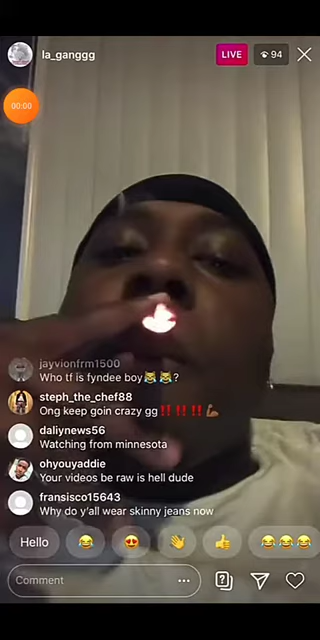 la_ganggg
LIVE
94
00:00
jayvionfrm1500
Who tf is fyndee boy😹😹?
steph_the_chef88
Ong keep goin crazy gg‼️‼️‼️💪🏾
daliynews56
Watching from minnesota
ohyouyaddie
Your videos be raw is hell dude
fransisco15643
Why do y'all wear skinny jeans now
Hello 😂 😍 👋 👍 😂😂😂
Comment